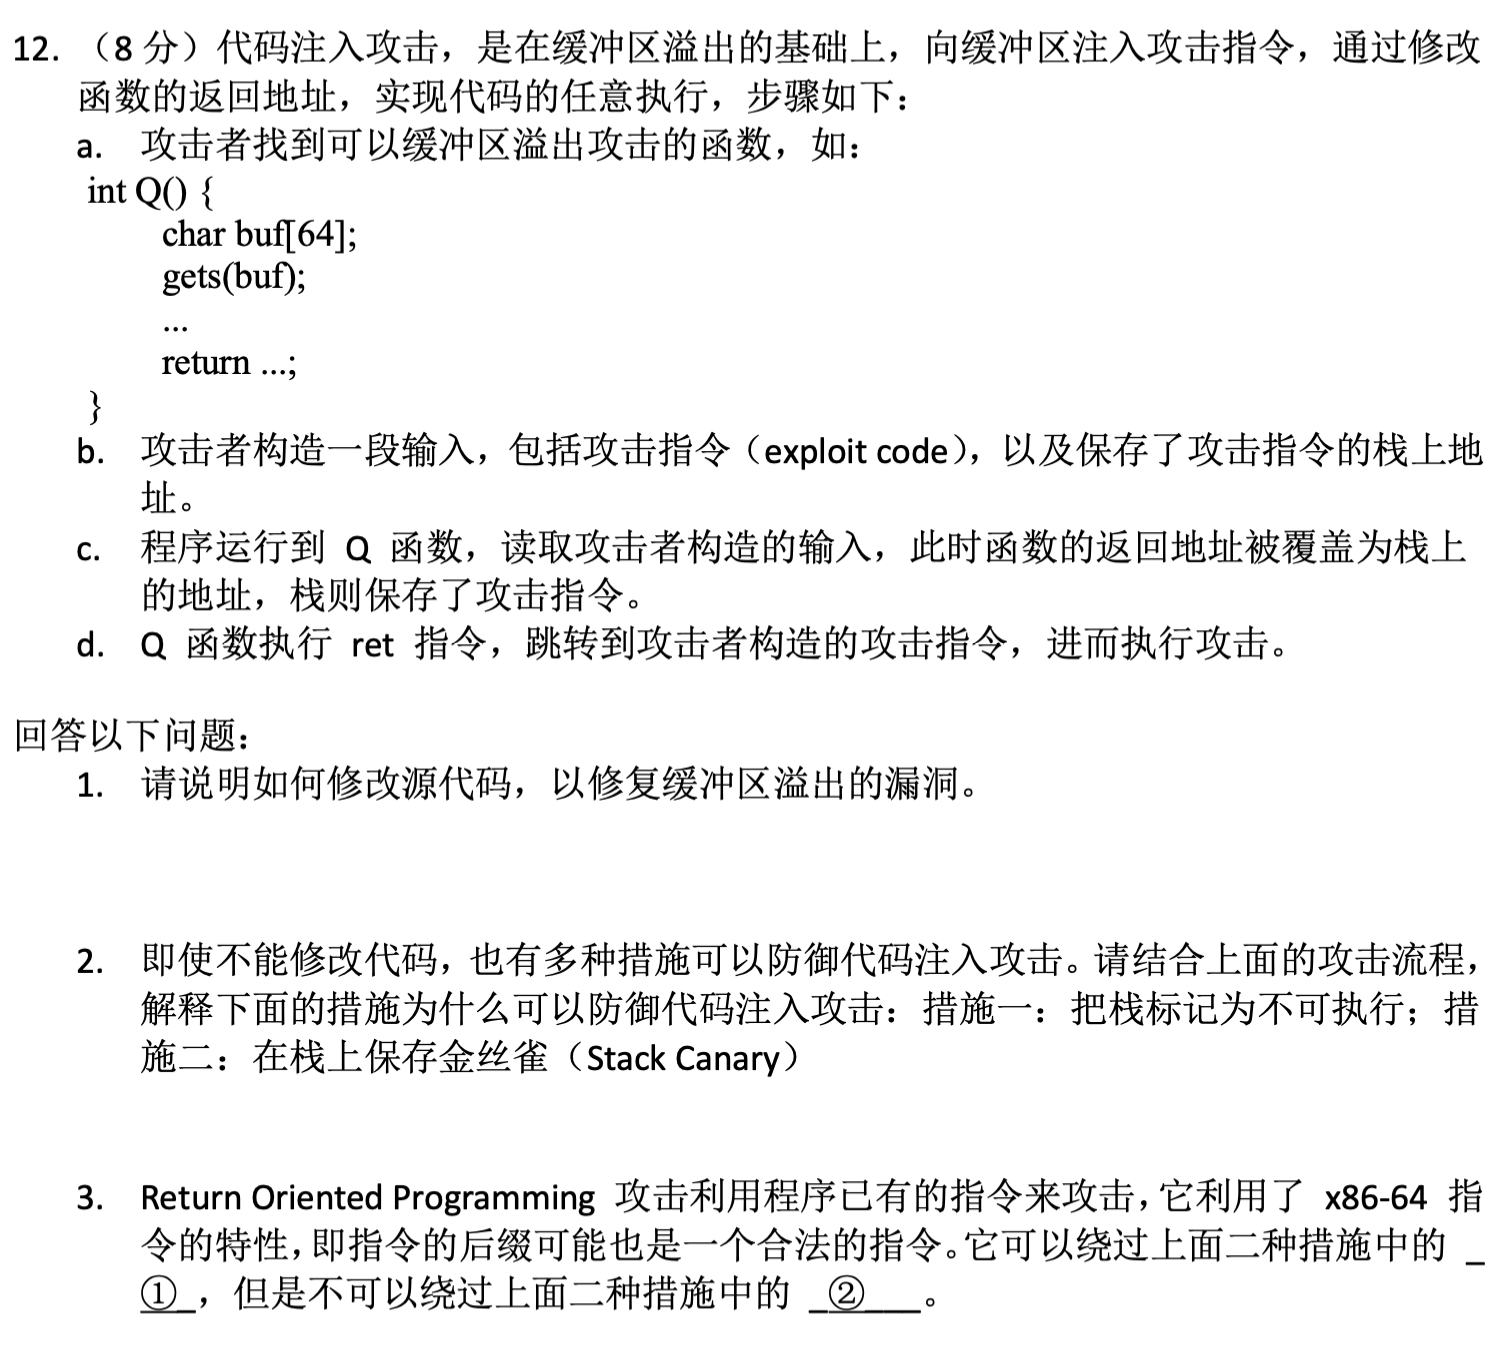 12. （8 分）代码注入攻击，是在缓冲区溢出的基础上，向缓冲区注入攻击指令，通过修改
函数的返回地址，实现代码的任意执行，步骤如下：
a. 攻击者找到可以缓冲区溢出攻击的函数，如：
int Q() {
char buf[64];
gets(buf);
...
return ...;
}
b. 攻击者构造一段输入，包括攻击指令（exploit code），以及保存了攻击指令的栈上地
址。
c. 程序运行到 Q 函数，读取攻击者构造的输入，此时函数的返回地址被覆盖为栈上
的地址，栈则保存了攻击指令。
d. Q 函数执行 ret 指令，跳转到攻击者构造的攻击指令，进而执行攻击。
回答以下问题：
1. 请说明如何修改源代码，以修复缓冲区溢出的漏洞。
2. 即使不能修改代码，也有多种措施可以防御代码注入攻击。请结合上面的攻击流程，
解释下面的措施为什么可以防御代码注入攻击：措施一：把栈标记为不可执行；措
施二：在栈上保存金丝雀（Stack Canary）
3. Return Oriented Programming 攻击利用程序已有的指令来攻击，它利用了 x86-64 指
令的特性，即指令的后缀可能也是一个合法的指令。它可以绕过上面二种措施中的 _
①_，但是不可以绕过上面二种措施中的 _②___。